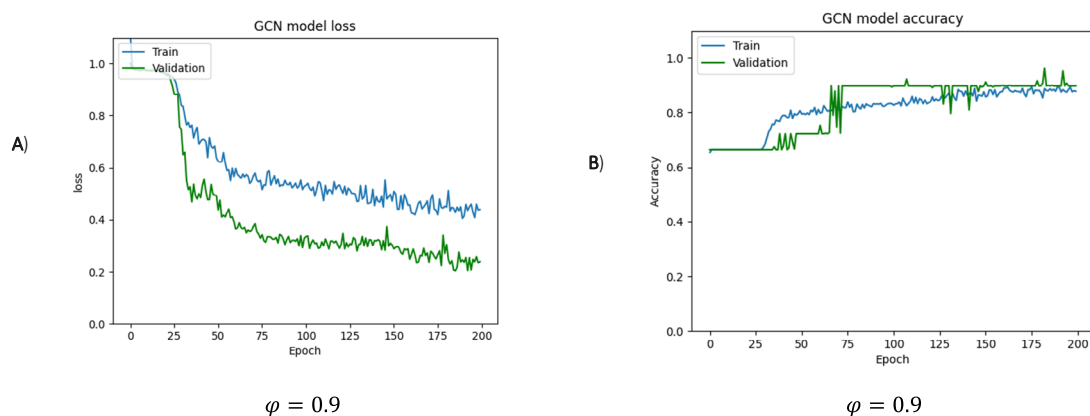 A)
GCN model loss
Train
Validation
1.0
0.8
0.6
0.4
0.2
0.0
loss
0 25 50 75 100 125 150 175 200
Epoch
φ = 0.9
B)
GCN model accuracy
Train
Validation
1.0
0.8
0.6
0.4
0.2
0.0
Accuracy
0 25 50 75 100 125 150 175 200
Epoch
φ = 0.9